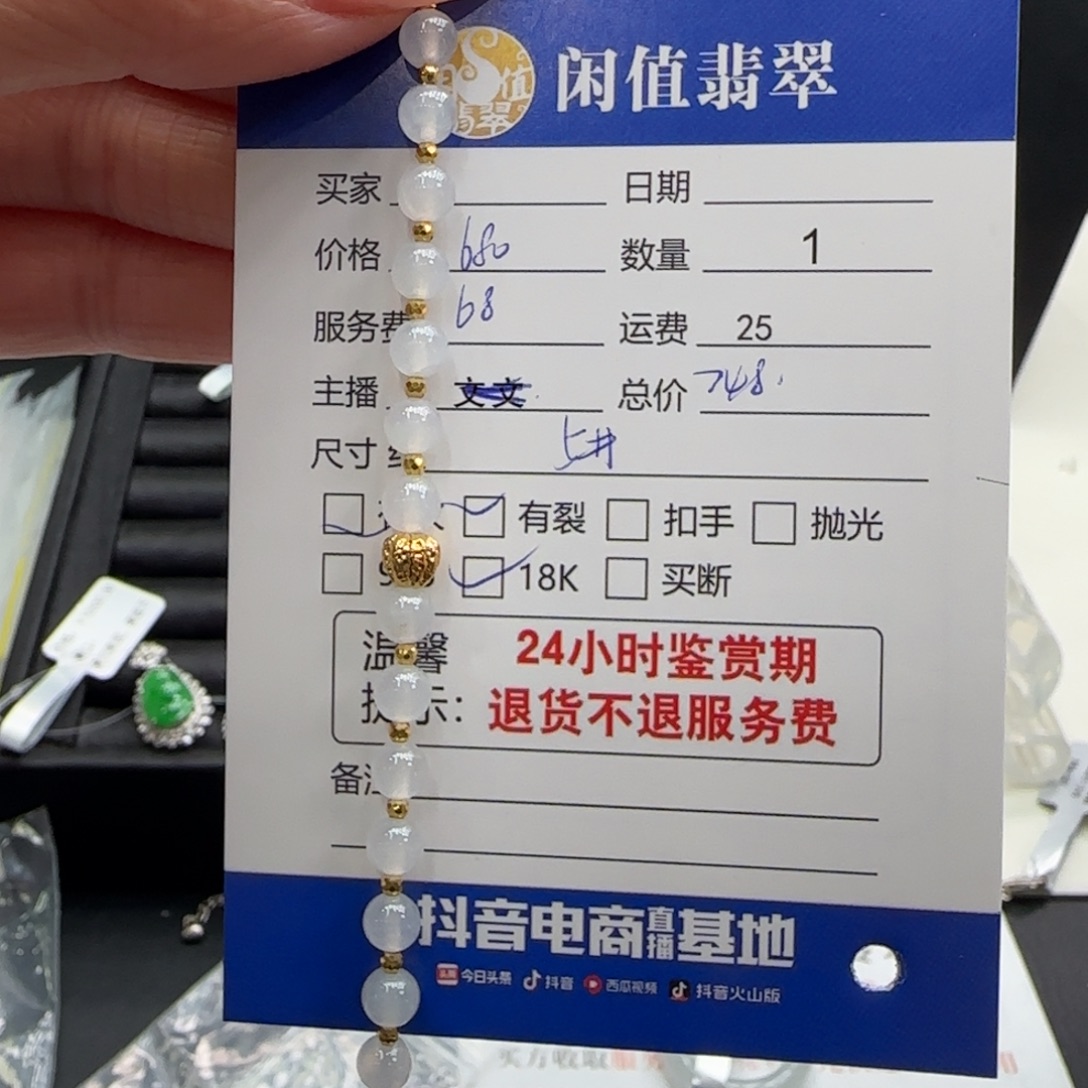 闲值翡翠
买家 日期
价格 680 数量 1
服务费 68 运费 25
主播 文文 总价 748
尺寸 5#
有裂 扣手 抛光
18K 买断
温馨 24小时鉴赏期
提示: 退货不退服务费
备注
抖音电商直播基地
今日头条 抖音 西瓜视频 抖音火山版